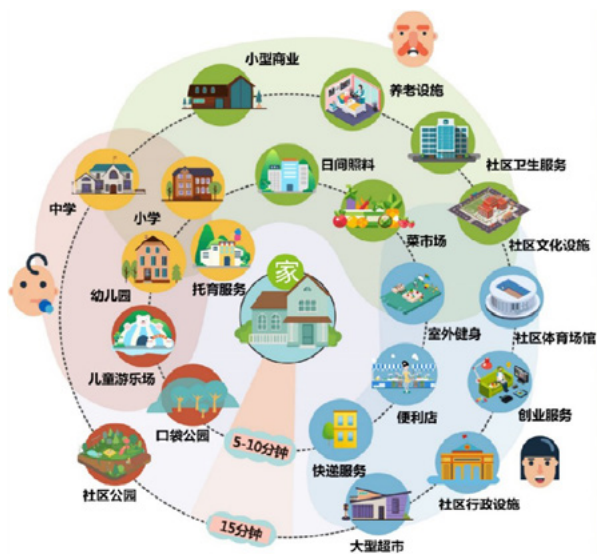 小型商业
养老设施
社区卫生服务
日间照料
中学
小学
菜市场
社区文化设施
家
幼儿园
托育服务
室外健身
社区体育场馆
儿童游乐场
便利店
创业服务
口袋公园
5-10分钟
快递服务
社区公园
社区行政设施
15分钟
大型超市